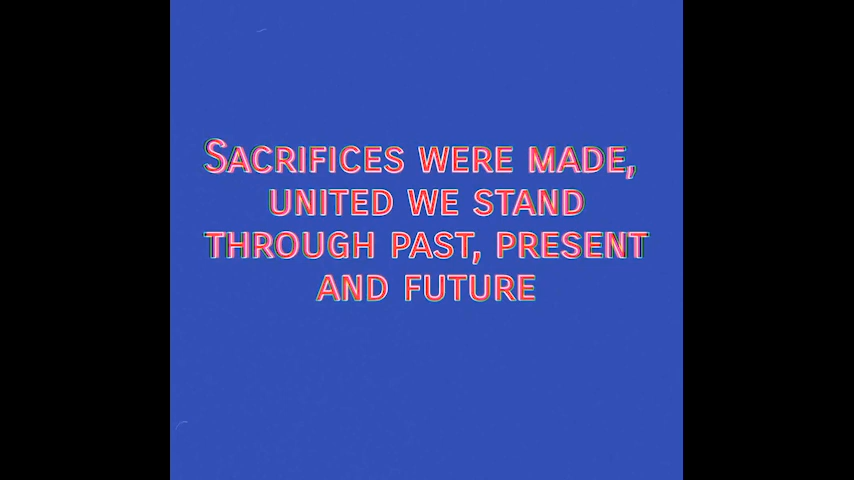 Sacrifices were made,
united we stand
through past, present
and future